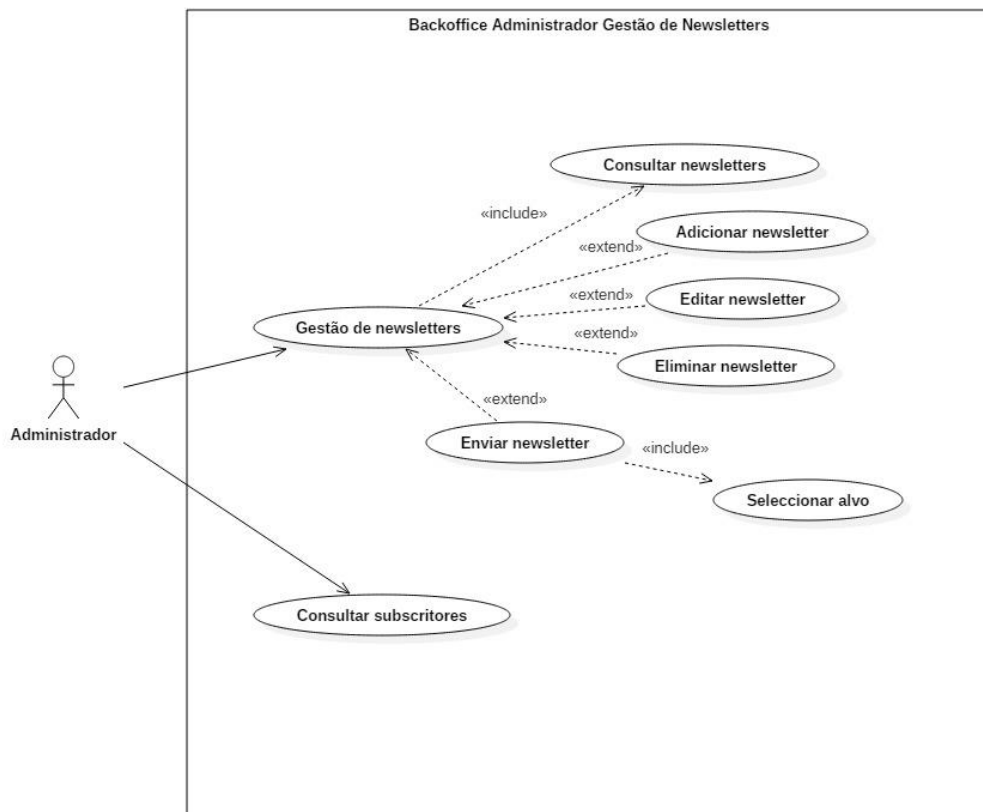 Backoffice Administrador Gestão de Newsletters
Consultar newsletters
«include»
Adicionar newsletter
«extend»
Editar newsletter
«extend»
Gestão de newsletters
«extend»
Eliminar newsletter
«extend»
Administrador
Enviar newsletter
«include»
Seleccionar alvo
Consultar subscritores